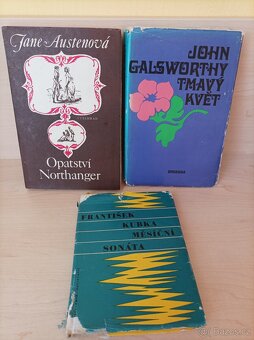 Jane Austenová
Opatství
Northanger
JOHN
GALSWORTHY
TMAVÝ
KVĚT
FRANTIŠEK
KUBKA
MĚSÍČNÍ
SONÁTA